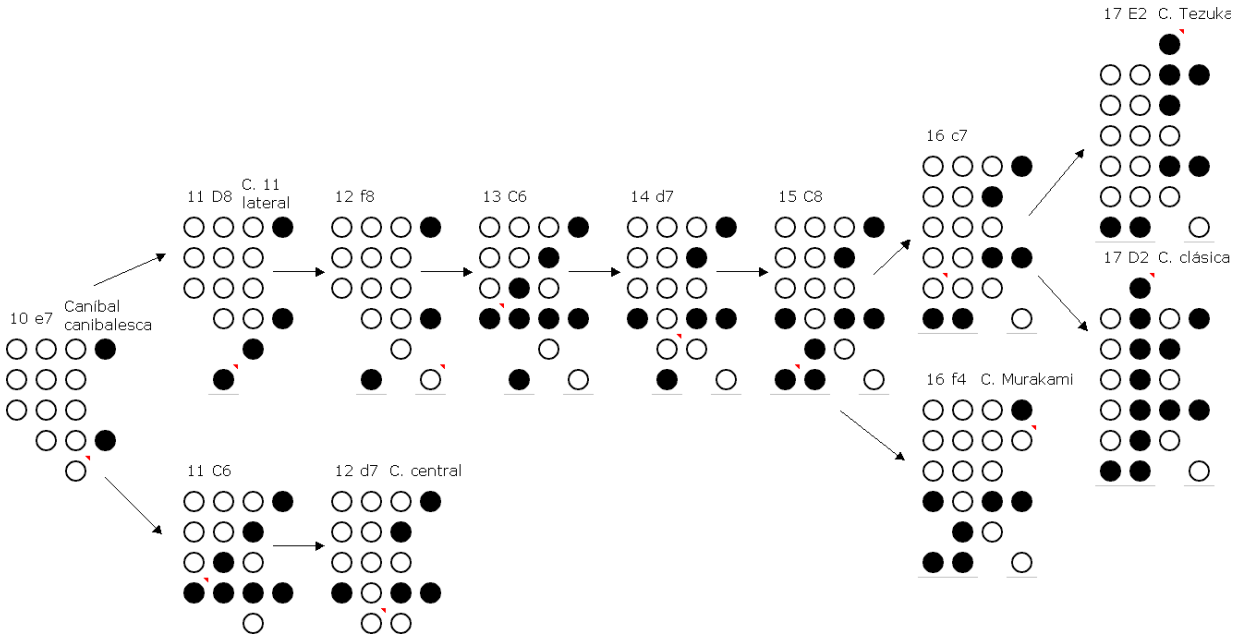 17 E2 C. Tezuka
16 c7
11 D8 C. 11
lateral
12 f8
13 C6
14 d7
15 C8
17 D2 C. clásica
10 e7 Caníbal
canibalesca
16 f4 C. Murakami
11 C6
12 d7 C. central